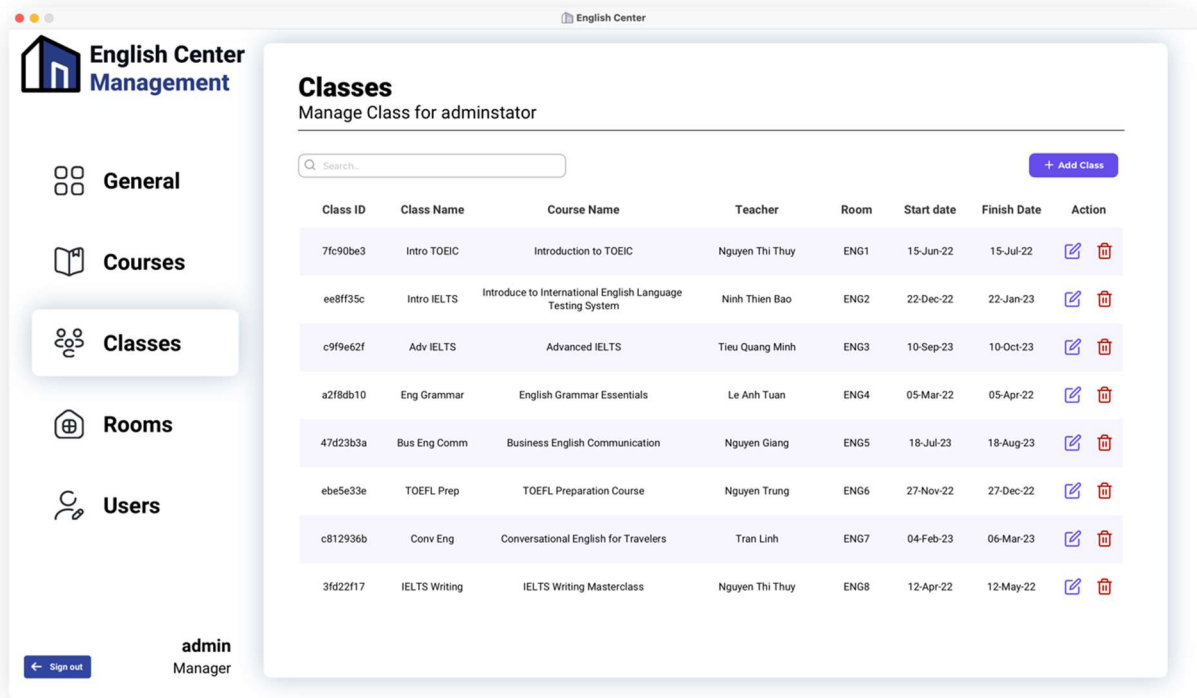 English Center
English Center
Management
General
Courses
Classes
Rooms
Users
admin
Manager
Sign out
Classes
Manage Class for adminstator
Search..
+ Add Class
Class ID Class Name Course Name Teacher Room Start date Finish Date Action
7fc90be3 Intro TOEIC Introduction to TOEIC Nguyen Thi Thuy ENG1 15-Jun-22 15-Jul-22
ee8ff35c Intro IELTS Introduce to International English Language Testing System Ninh Thien Bao ENG2 22-Dec-22 22-Jan-23
c9f9e62f Adv IELTS Advanced IELTS Tieu Quang Minh ENG3 10-Sep-23 10-Oct-23
a2f8db10 Eng Grammar English Grammar Essentials Le Anh Tuan ENG4 05-Mar-22 05-Apr-22
47d23b3a Bus Eng Comm Business English Communication Nguyen Giang ENG5 18-Jul-23 18-Aug-23
ebe5e33e TOEFL Prep TOEFL Preparation Course Nguyen Trung ENG6 27-Nov-22 27-Dec-22
c812936b Conv Eng Conversational English for Travelers Tran Linh ENG7 04-Feb-23 06-Mar-23
3fd22f17 IELTS Writing IELTS Writing Masterclass Nguyen Thi Thuy ENG8 12-Apr-22 12-May-22